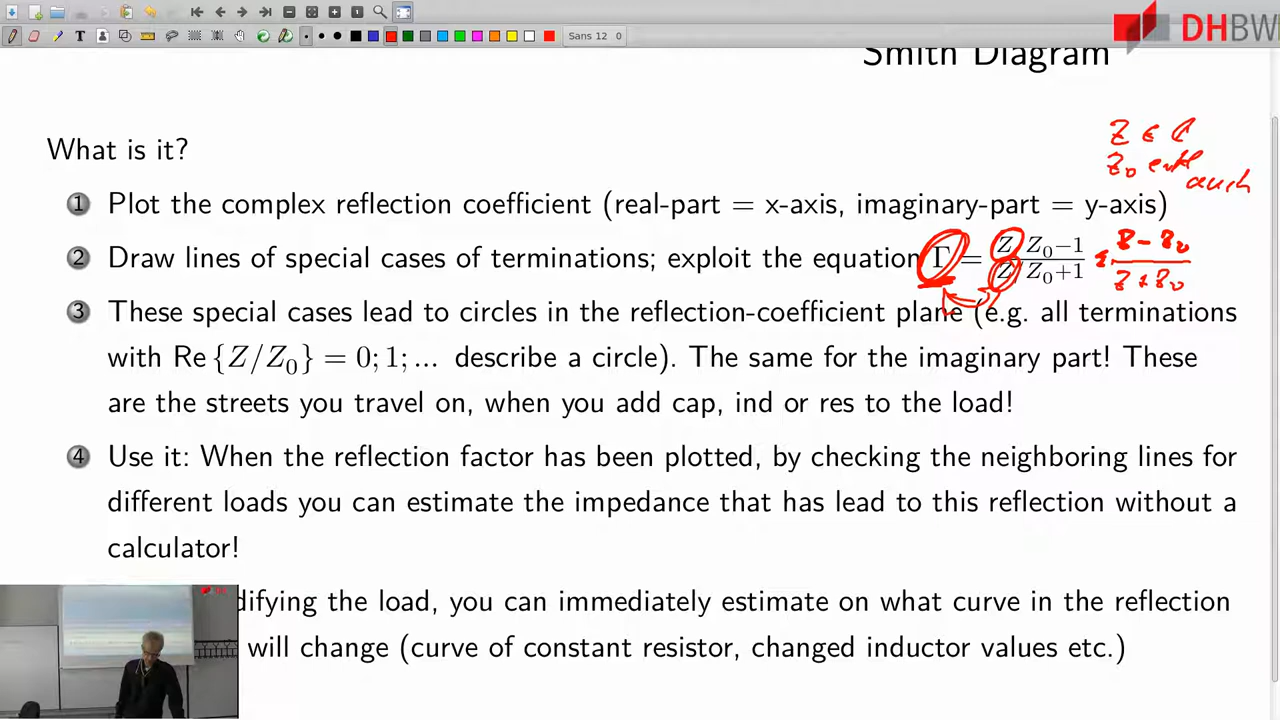 Sans 12 0
DHBW
Smith Diagram
Z ∈ ℂ
Z₀ evtl
auch
What is it?
1 Plot the complex reflection coefficient (real-part = x-axis, imaginary-part = y-axis)
2 Draw lines of special cases of terminations; exploit the equation Γ = (Z/Z₀−1)/(Z/Z₀+1) = (Z − Z₀)/(Z + Z₀)
3 These special cases lead to circles in the reflection-coefficient plane (e.g. all terminations
with Re {Z/Z₀} = 0; 1; ... describe a circle). The same for the imaginary part! These
are the streets you travel on, when you add cap, ind or res to the load!
4 Use it: When the reflection factor has been plotted, by checking the neighboring lines for
different loads you can estimate the impedance that has lead to this reflection without a
calculator!
difying the load, you can immediately estimate on what curve in the reflection
will change (curve of constant resistor, changed inductor values etc.)